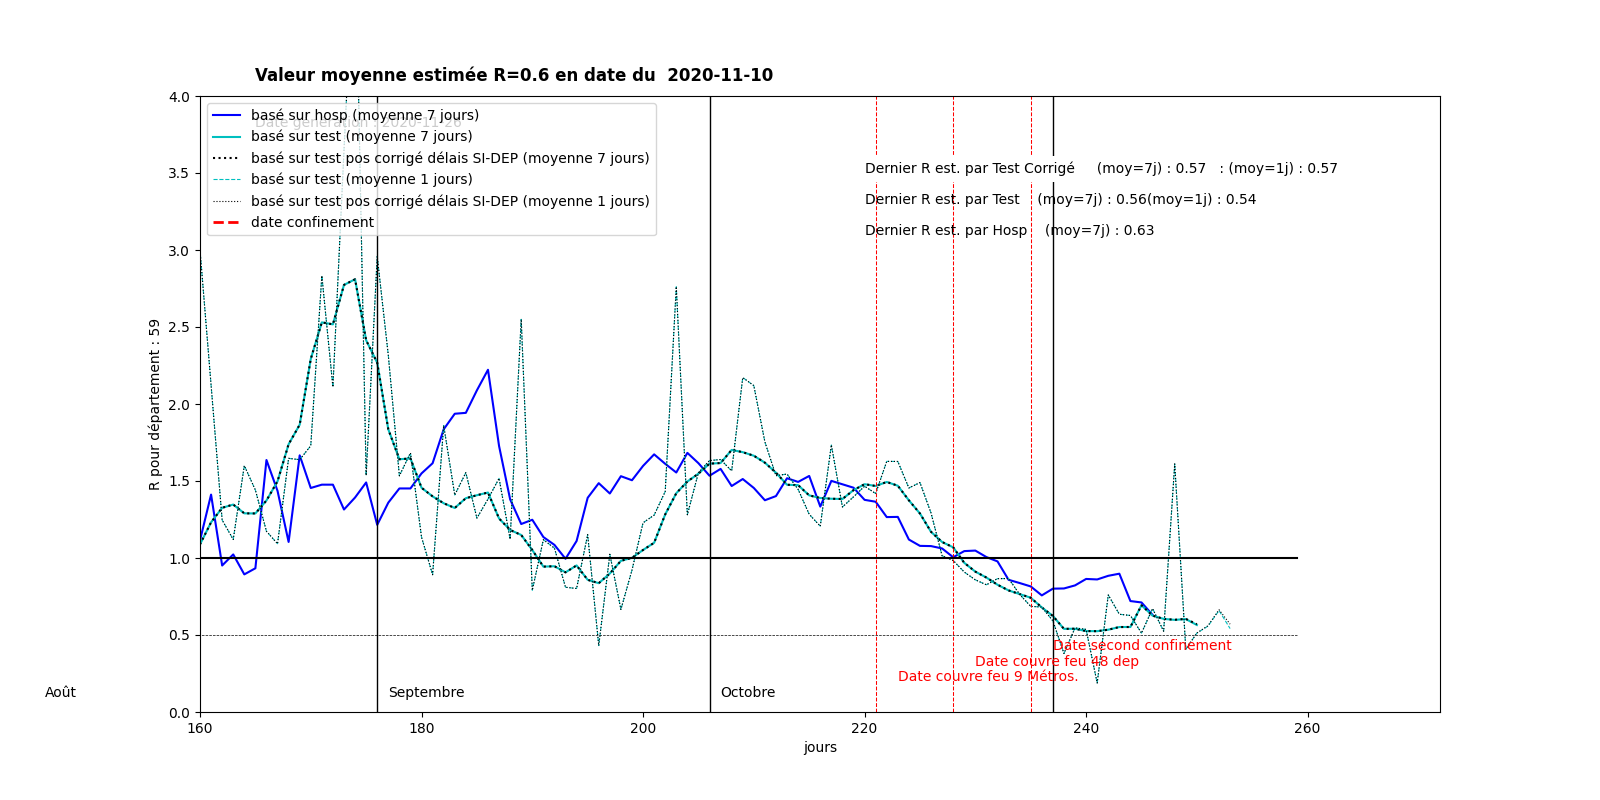 Valeur moyenne estimée R=0.6 en date du  2020-11-10
Date génération : 2020-11-26
basé sur hosp (moyenne 7 jours)
basé sur test (moyenne 7 jours)
basé sur test pos corrigé délais SI-DEP (moyenne 7 jours)
basé sur test (moyenne 1 jours)
basé sur test pos corrigé délais SI-DEP (moyenne 1 jours)
date confinement
Dernier R est. par Test Corrigé    (moy=7j) : 0.57   : (moy=1j) : 0.57
Dernier R est. par Test    (moy=7j) : 0.56(moy=1j) : 0.54
Dernier R est. par Hosp    (moy=7j) : 0.63
4.0
3.5
3.0
2.5
2.0
1.5
1.0
0.5
0.0
R pour département : 59
Date second confinement
Date couvre feu 48 dep
Date couvre feu 9 Métros.
Août
Septembre
Octobre
160 180 200 220 240 260
jours